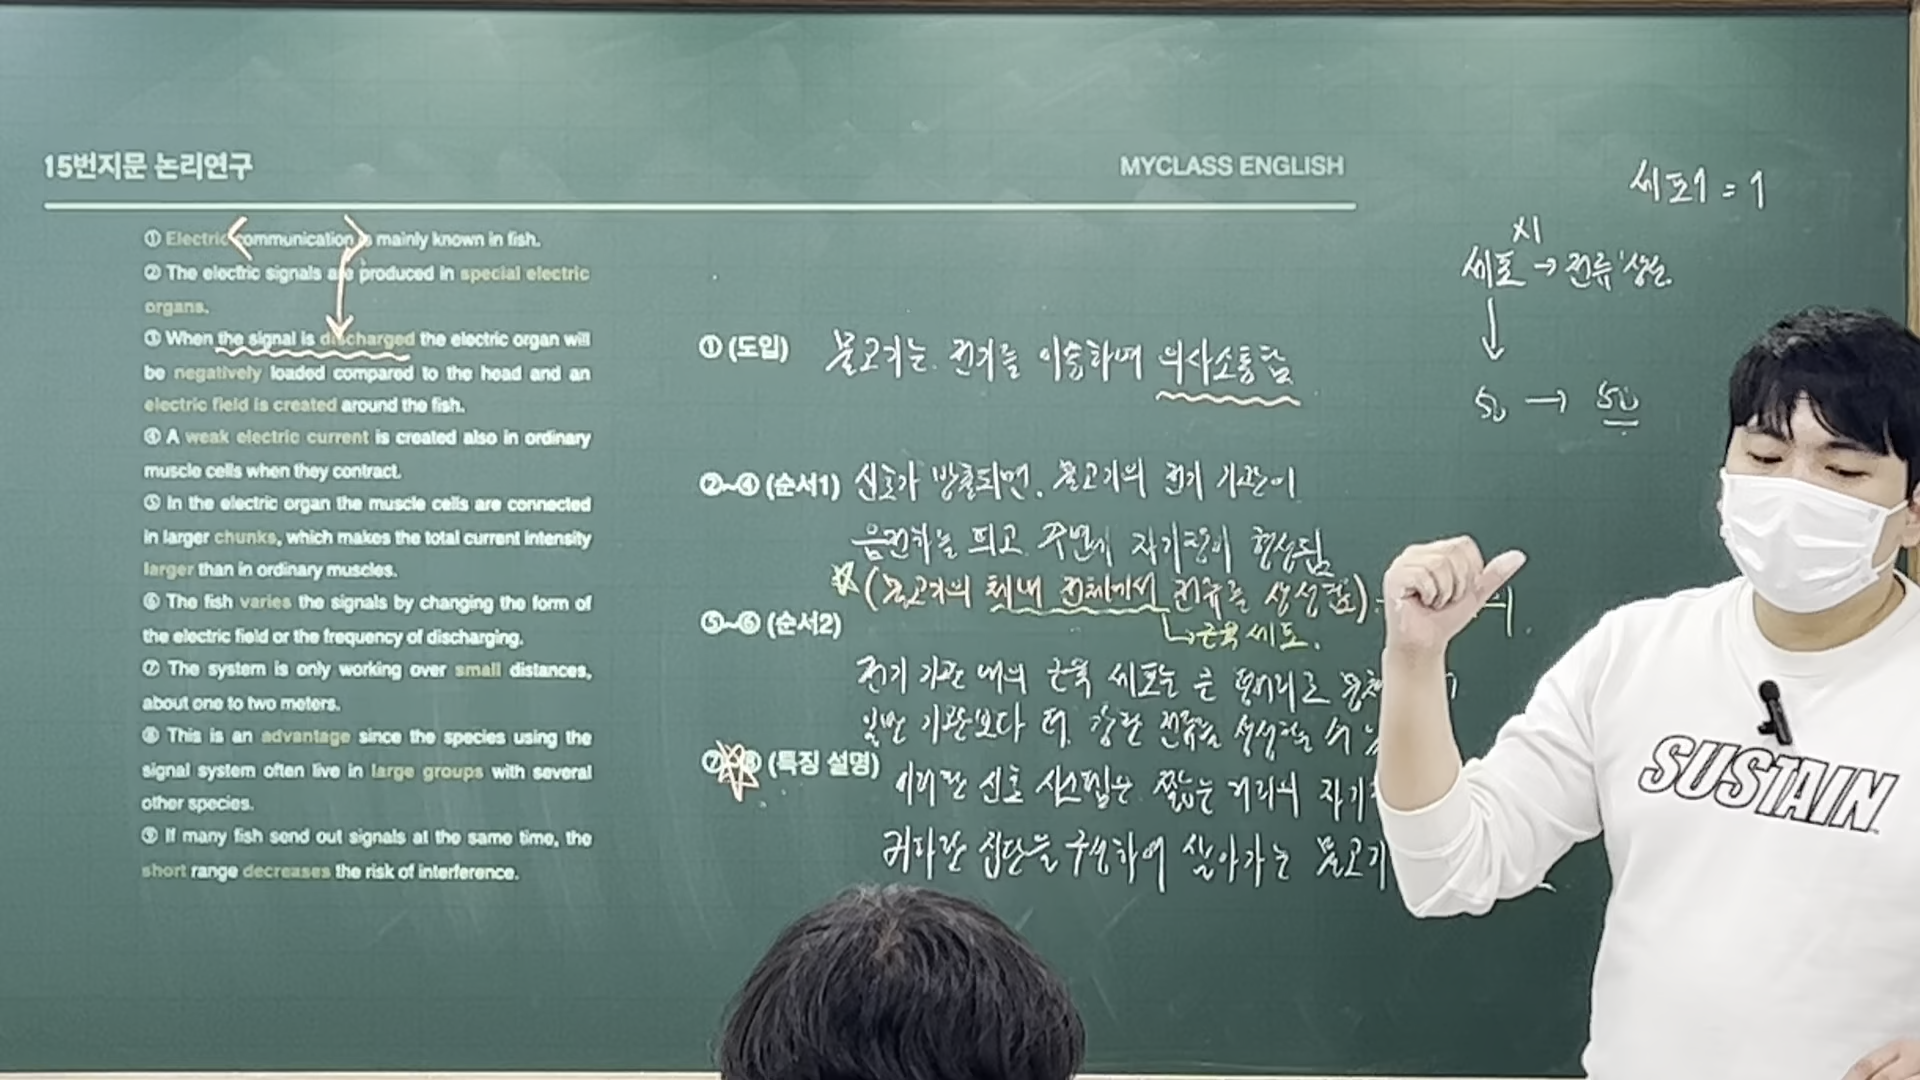 15번지문 논리연구
MYCLASS ENGLISH
① Electric communication is mainly known in fish.
② The electric signals are produced in special electric
organs.
③ When the signal is discharged the electric organ will
be negatively loaded compared to the head and an
electric field is created around the fish.
④ A weak electric current is created also in ordinary
muscle cells when they contract.
⑤ In the electric organ the muscle cells are connected
in larger chunks, which makes the total current intensity
larger than in ordinary muscles.
⑥ The fish varies the signals by changing the form of
the electric field or the frequency of discharging.
⑦ The system is only working over small distances,
about one to two meters.
⑧ This is an advantage since the species using the
signal system often live in large groups with several
other species.
⑨ If many fish send out signals at the same time, the
short range decreases the risk of interference.
① (도입) 물고기는 전기를 이용하며 의사소통함
②~④ (순서1) 신호가 방출되면, 물고기의 전기 기관이
음전하를 띄고 주변에 자기장이 형성됨
(물고기의 체내 전체에서 전류를 생성함)
↳근육 세포.
⑤~⑥ (순서2)
전기 기관 내의 근육 세포는 큰 덩어리로
일반 기관보다 더 강한 전류를 생성할 수
(특징 설명) 이러한 신호 시스템은 짧은 거리의
커다란 집단을 구성하여 살아가는 물고기
세포1 = 1
세포 → 전류 생성
↓
50 → 50
SUSTAIN